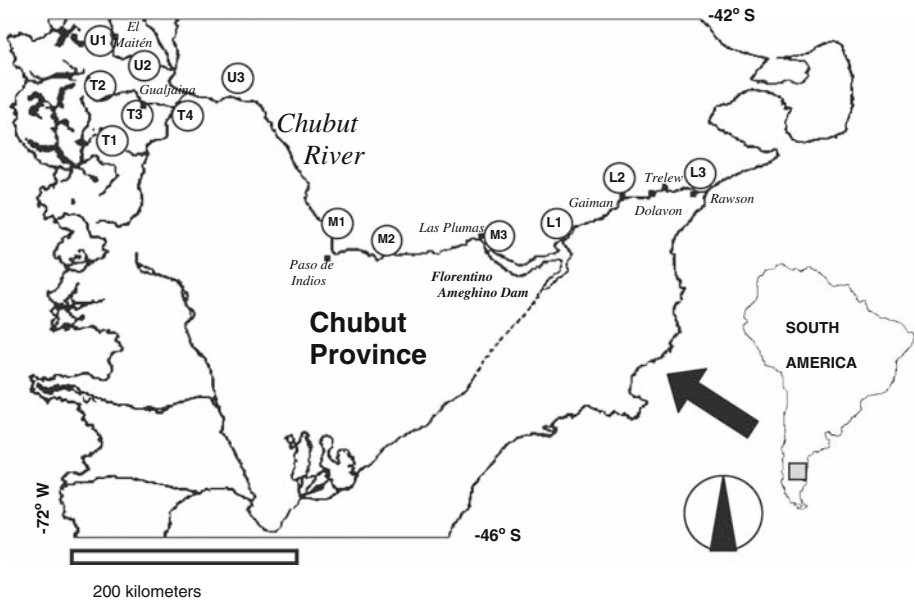 -42° S
El
Maitén
U1
U2
T2
Gualjaina
U3
T3
T4
T1
Chubut
River
L2
Trelew
L3
Gaiman
Dolavon
Rawson
M1
M2
Las Plumas
M3
L1
Paso de
Indios
Florentino
Ameghino Dam
Chubut
Province
SOUTH
AMERICA
-72° W
-46° S
200 kilometers